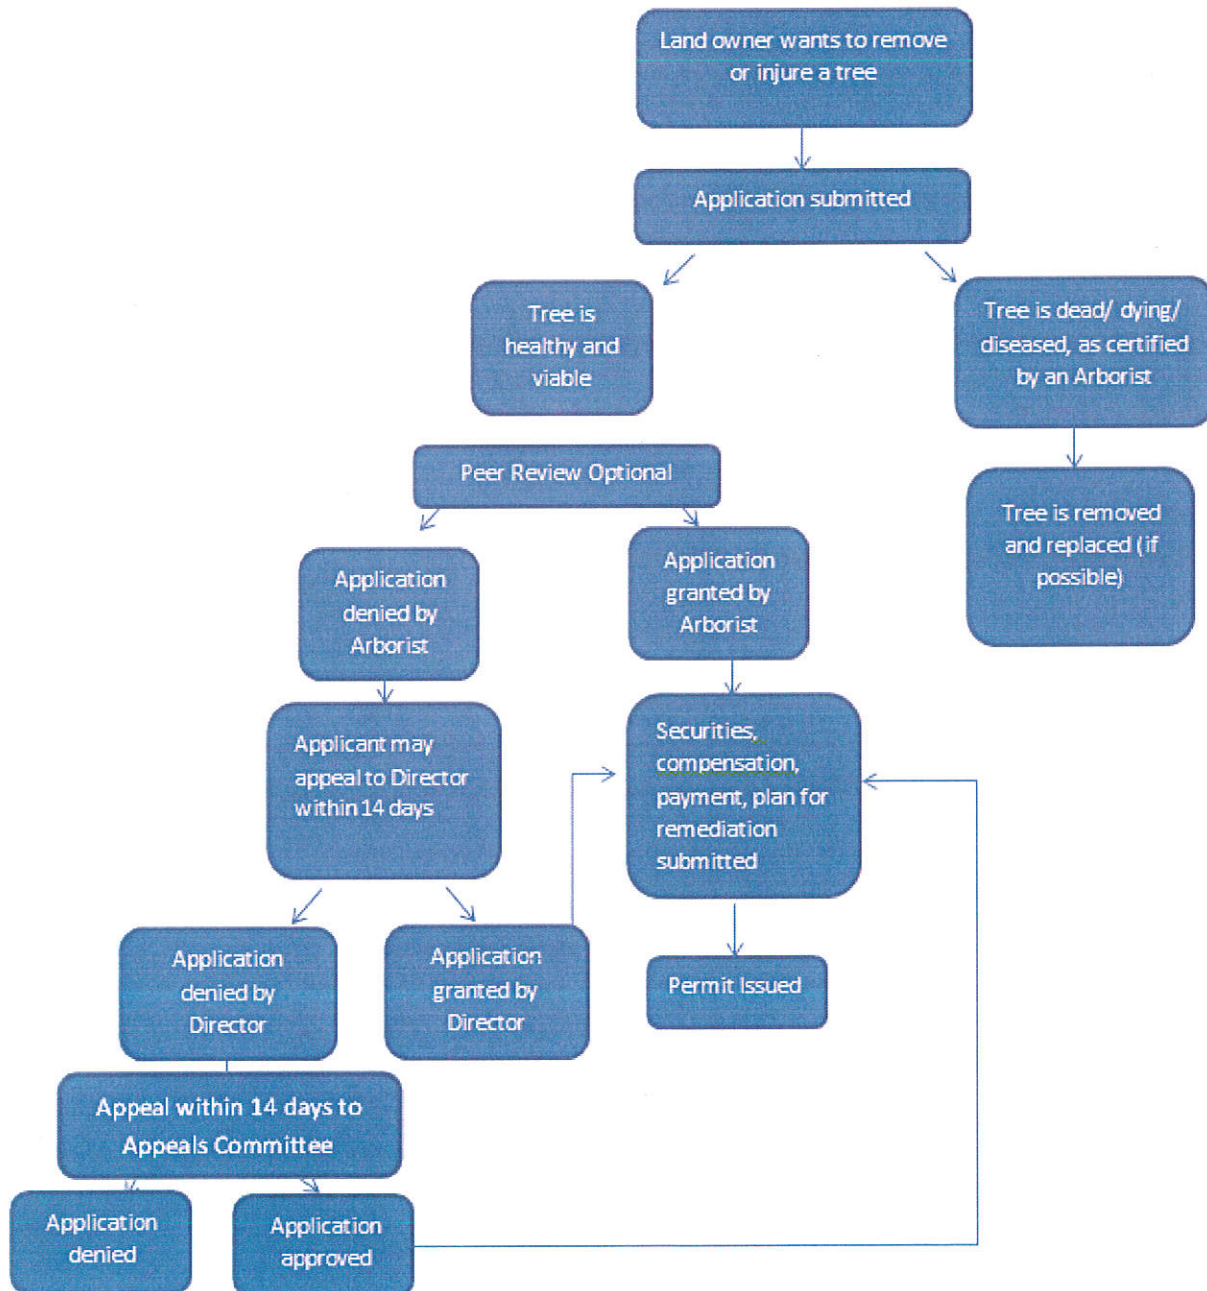 Land owner wants to remove
or injure a tree
Application submitted
Tree is
healthy and
viable
Tree is dead/ dying/
diseased, as certified
by an Arborist
Peer Review Optional
Tree is removed
and replaced (if
possible)
Application
denied by
Arborist
Application
granted by
Arborist
Applicant may
appeal to Director
within 14 days
Securities,
compensation,
payment, plan for
remediation
submitted
Application
denied by
Director
Application
granted by
Director
Permit Issued
Appeal within 14 days to
Appeals Committee
Application
denied
Application
approved